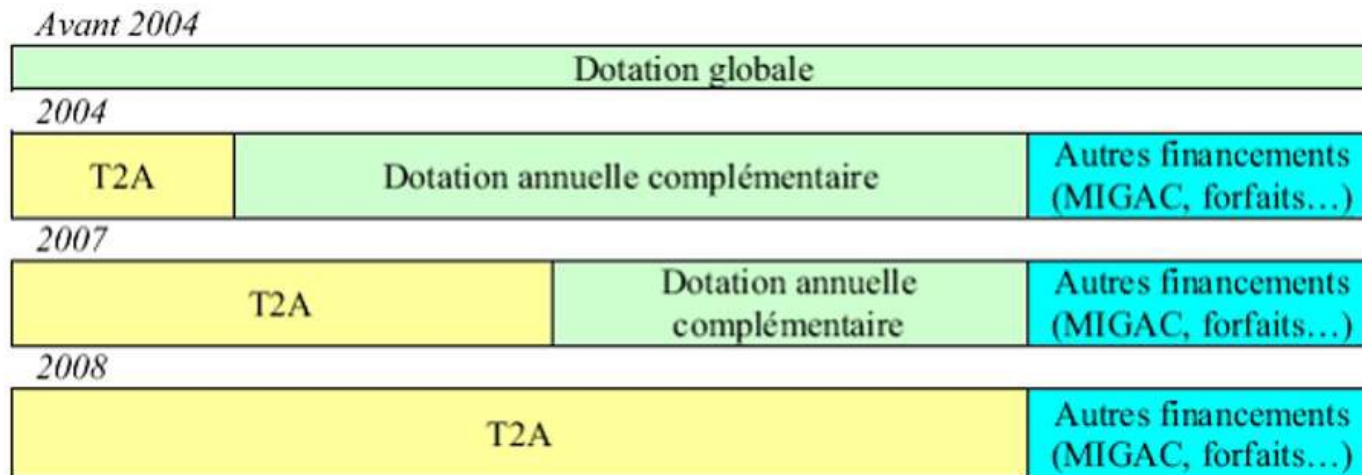 Avant 2004
Dotation globale
2004
T2A
Dotation annuelle complémentaire
Autres financements
(MIGAC, forfaits…)
2007
T2A
Dotation annuelle
complémentaire
Autres financements
(MIGAC, forfaits…)
2008
T2A
Autres financements
(MIGAC, forfaits…)